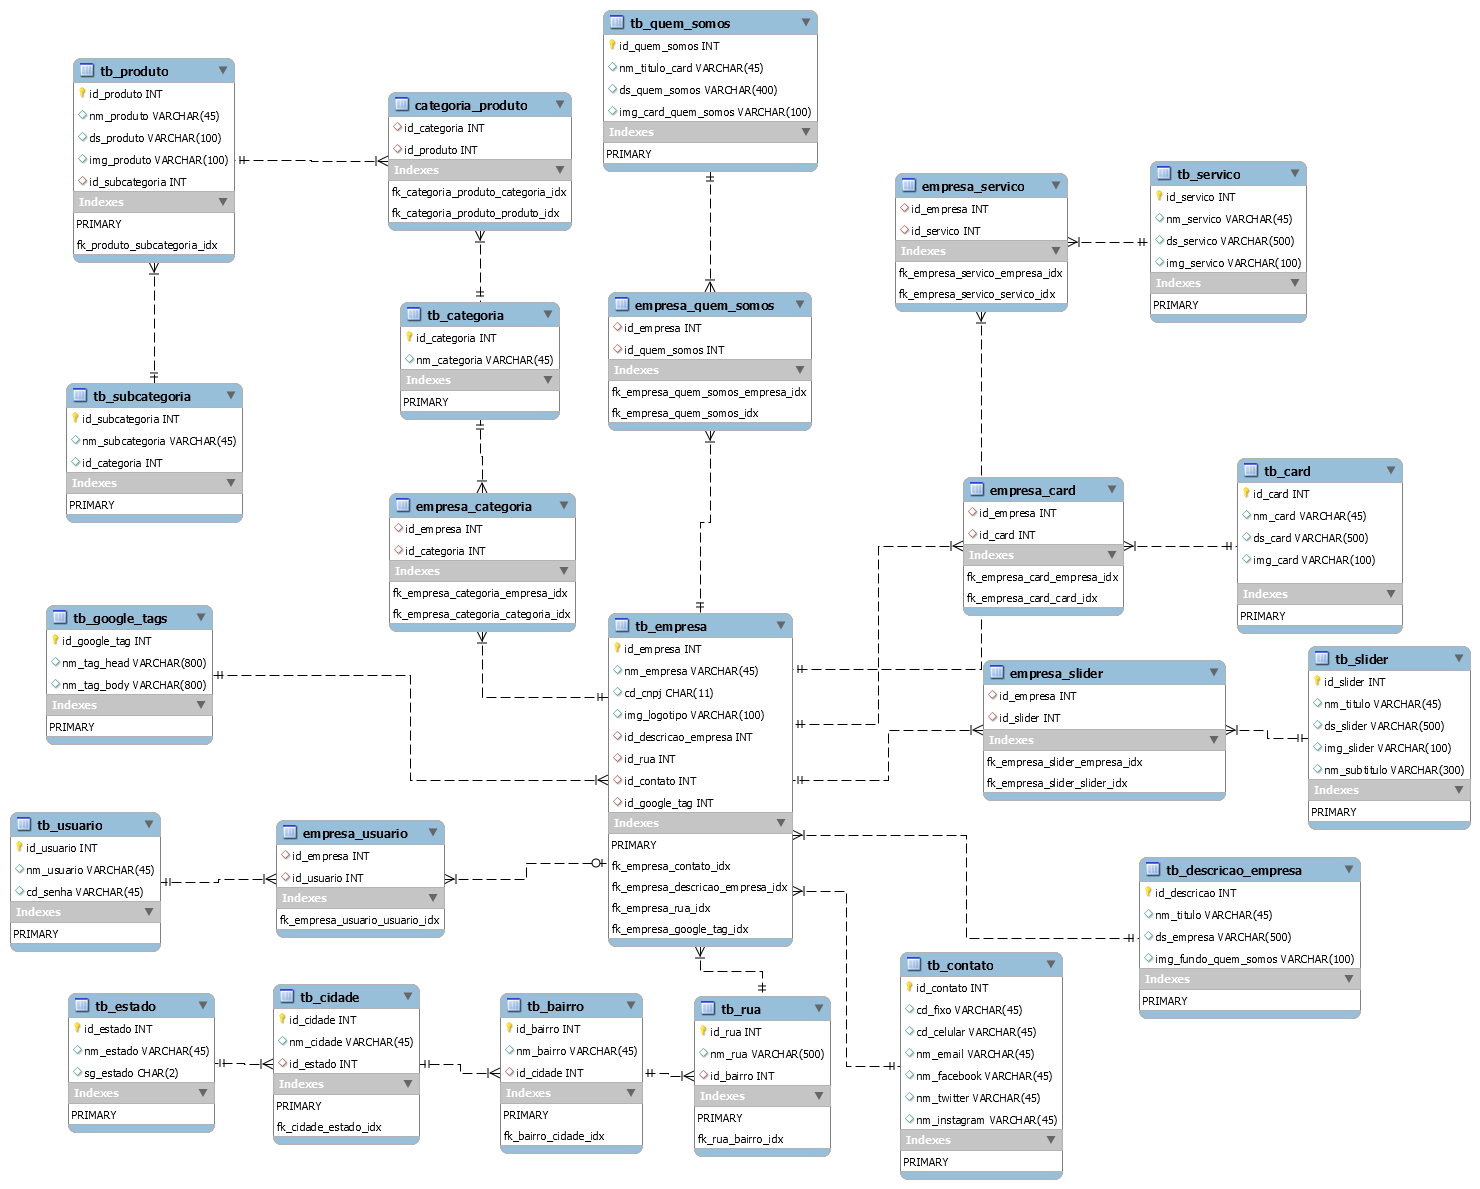 tb_quem_somos
id_quem_somos INT
nm_titulo_card VARCHAR(45)
ds_quem_somos VARCHAR(400)
img_card_quem_somos VARCHAR(100)
Indexes
PRIMARY
tb_produto
id_produto INT
nm_produto VARCHAR(45)
ds_produto VARCHAR(100)
img_produto VARCHAR(100)
id_subcategoria INT
Indexes
PRIMARY
fk_produto_subcategoria_idx
categoria_produto
id_categoria INT
id_produto INT
Indexes
fk_categoria_produto_categoria_idx
fk_categoria_produto_produto_idx
empresa_servico
id_empresa INT
id_servico INT
Indexes
fk_empresa_servico_empresa_idx
fk_empresa_servico_servico_idx
tb_servico
id_servico INT
nm_servico VARCHAR(45)
ds_servico VARCHAR(500)
img_servico VARCHAR(100)
Indexes
PRIMARY
tb_categoria
id_categoria INT
nm_categoria VARCHAR(45)
Indexes
PRIMARY
empresa_quem_somos
id_empresa INT
id_quem_somos INT
Indexes
fk_empresa_quem_somos_empresa_idx
fk_empresa_quem_somos_idx
tb_subcategoria
id_subcategoria INT
nm_subcategoria VARCHAR(45)
id_categoria INT
Indexes
PRIMARY
empresa_categoria
id_empresa INT
id_categoria INT
Indexes
fk_empresa_categoria_empresa_idx
fk_empresa_categoria_categoria_idx
empresa_card
id_empresa INT
id_card INT
Indexes
fk_empresa_card_empresa_idx
fk_empresa_card_card_idx
tb_card
id_card INT
nm_card VARCHAR(45)
ds_card VARCHAR(500)
img_card VARCHAR(100)
Indexes
PRIMARY
tb_google_tags
id_google_tag INT
nm_tag_head VARCHAR(800)
nm_tag_body VARCHAR(800)
Indexes
PRIMARY
tb_empresa
id_empresa INT
nm_empresa VARCHAR(45)
cd_cnpj CHAR(11)
img_logotipo VARCHAR(100)
id_descricao_empresa INT
id_rua INT
id_contato INT
id_google_tag INT
Indexes
PRIMARY
fk_empresa_contato_idx
fk_empresa_descricao_empresa_idx
fk_empresa_rua_idx
fk_empresa_google_tag_idx
empresa_slider
id_empresa INT
id_slider INT
Indexes
fk_empresa_slider_empresa_idx
fk_empresa_slider_slider_idx
tb_slider
id_slider INT
nm_titulo VARCHAR(45)
ds_slider VARCHAR(500)
img_slider VARCHAR(100)
nm_subtitulo VARCHAR(300)
Indexes
PRIMARY
tb_usuario
id_usuario INT
nm_usuario VARCHAR(45)
cd_senha VARCHAR(45)
Indexes
PRIMARY
empresa_usuario
id_empresa INT
id_usuario INT
Indexes
fk_empresa_usuario_usuario_idx
tb_descricao_empresa
id_descricao INT
nm_titulo VARCHAR(45)
ds_empresa VARCHAR(500)
img_fundo_quem_somos VARCHAR(100)
Indexes
PRIMARY
tb_estado
id_estado INT
nm_estado VARCHAR(45)
sg_estado CHAR(2)
Indexes
PRIMARY
tb_cidade
id_cidade INT
nm_cidade VARCHAR(45)
id_estado INT
Indexes
PRIMARY
fk_cidade_estado_idx
tb_bairro
id_bairro INT
nm_bairro VARCHAR(45)
id_cidade INT
Indexes
PRIMARY
fk_bairro_cidade_idx
tb_rua
id_rua INT
nm_rua VARCHAR(500)
id_bairro INT
Indexes
PRIMARY
fk_rua_bairro_idx
tb_contato
id_contato INT
cd_fixo VARCHAR(45)
cd_celular VARCHAR(45)
nm_email VARCHAR(45)
nm_facebook VARCHAR(45)
nm_twitter VARCHAR(45)
nm_instagram VARCHAR(45)
Indexes
PRIMARY